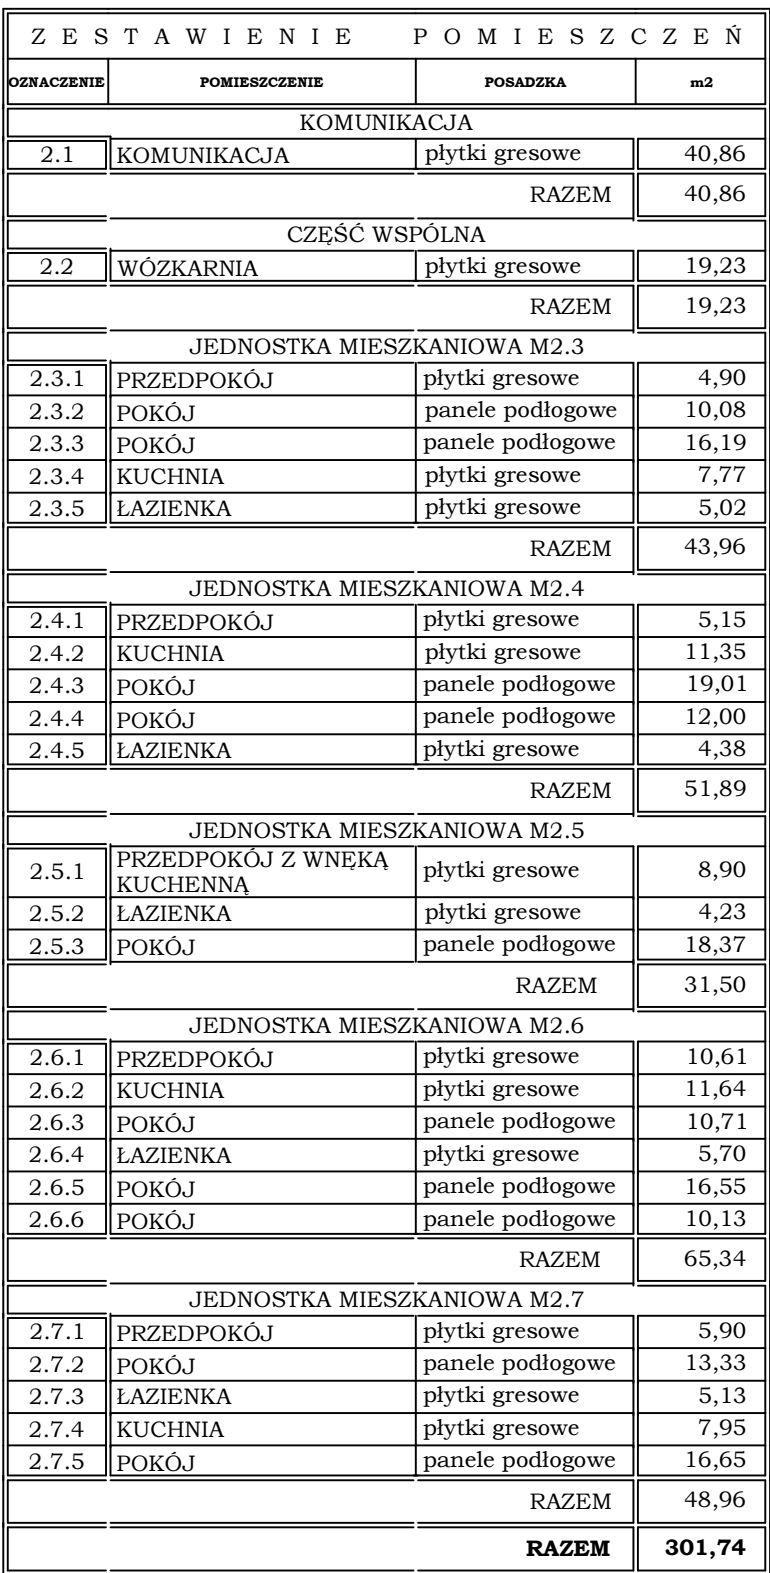 ZESTAWIENIE POMIESZCZEŃ
OZNACZENIE POMIESZCZENIE POSADZKA m2
KOMUNIKACJA
2.1 KOMUNIKACJA płytki gresowe 40,86
RAZEM 40,86
CZĘŚĆ WSPÓLNA
2.2 WÓZKARNIA płytki gresowe 19,23
RAZEM 19,23
JEDNOSTKA MIESZKANIOWA M2.3
2.3.1 PRZEDPOKÓJ płytki gresowe 4,90
2.3.2 POKÓJ panele podłogowe 10,08
2.3.3 POKÓJ panele podłogowe 16,19
2.3.4 KUCHNIA płytki gresowe 7,77
2.3.5 ŁAZIENKA płytki gresowe 5,02
RAZEM 43,96
JEDNOSTKA MIESZKANIOWA M2.4
2.4.1 PRZEDPOKÓJ płytki gresowe 5,15
2.4.2 KUCHNIA płytki gresowe 11,35
2.4.3 POKÓJ panele podłogowe 19,01
2.4.4 POKÓJ panele podłogowe 12,00
2.4.5 ŁAZIENKA płytki gresowe 4,38
RAZEM 51,89
JEDNOSTKA MIESZKANIOWA M2.5
2.5.1 PRZEDPOKÓJ Z WNĘKĄ
KUCHENNĄ płytki gresowe 8,90
2.5.2 ŁAZIENKA płytki gresowe 4,23
2.5.3 POKÓJ panele podłogowe 18,37
RAZEM 31,50
JEDNOSTKA MIESZKANIOWA M2.6
2.6.1 PRZEDPOKÓJ płytki gresowe 10,61
2.6.2 KUCHNIA płytki gresowe 11,64
2.6.3 POKÓJ panele podłogowe 10,71
2.6.4 ŁAZIENKA płytki gresowe 5,70
2.6.5 POKÓJ panele podłogowe 16,55
2.6.6 POKÓJ panele podłogowe 10,13
RAZEM 65,34
JEDNOSTKA MIESZKANIOWA M2.7
2.7.1 PRZEDPOKÓJ płytki gresowe 5,90
2.7.2 POKÓJ panele podłogowe 13,33
2.7.3 ŁAZIENKA płytki gresowe 5,13
2.7.4 KUCHNIA płytki gresowe 7,95
2.7.5 POKÓJ panele podłogowe 16,65
RAZEM 48,96
RAZEM 301,74